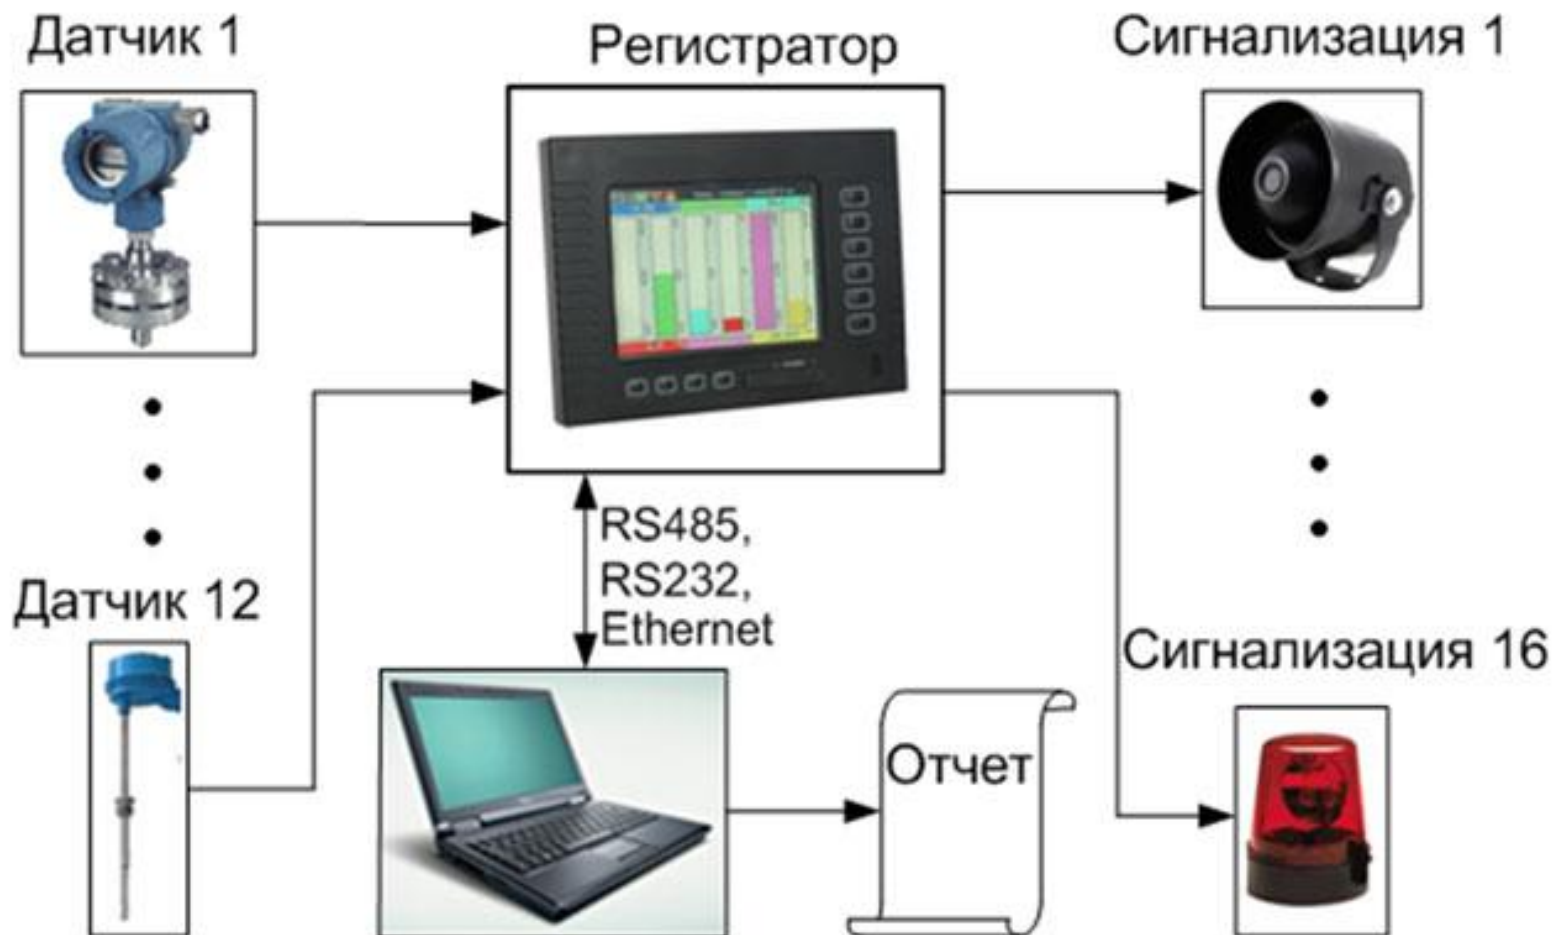 Датчик 1
Регистратор
Сигнализация 1
RS485,
RS232,
Ethernet
Датчик 12
Сигнализация 16
Отчет